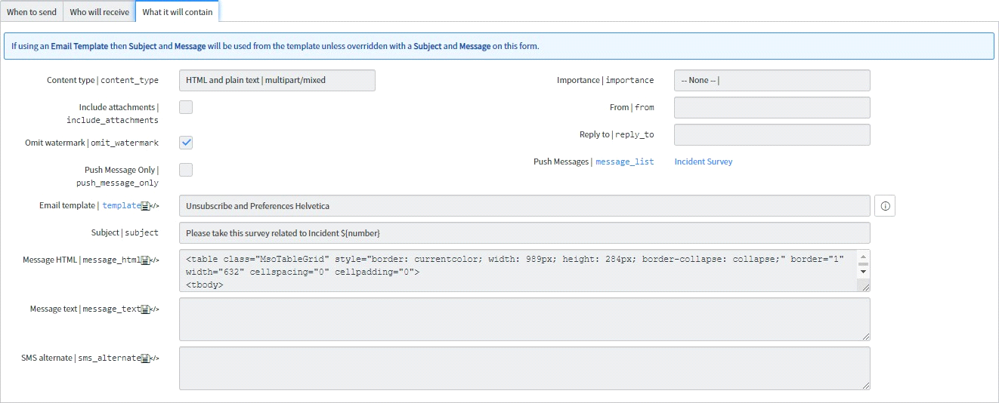 When to send
Who will receive
What it will contain
If using an Email Template then Subject and Message will be used from the template unless overridden with a Subject and Message on this form.
Content type | content_type
HTML and plain text | multipart/mixed
Importance | importance
-- None -- |
Include attachments |
include_attachments
From | from
Omit watermark | omit_watermark
Reply to | reply_to
Push Message Only |
push_message_only
Push Messages | message_list
Incident Survey
Email template | template </>
Unsubscribe and Preferences Helvetica
Subject | subject
Please take this survey related to Incident ${number}
Message HTML | message_html </>
<table class="MsoTableGrid" style="border: currentcolor; width: 989px; height: 284px; border-collapse: collapse;" border="1"
width="632" cellspacing="0" cellpadding="0">
<tbody>
Message text | message_text </>
SMS alternate | sms_alternate </>